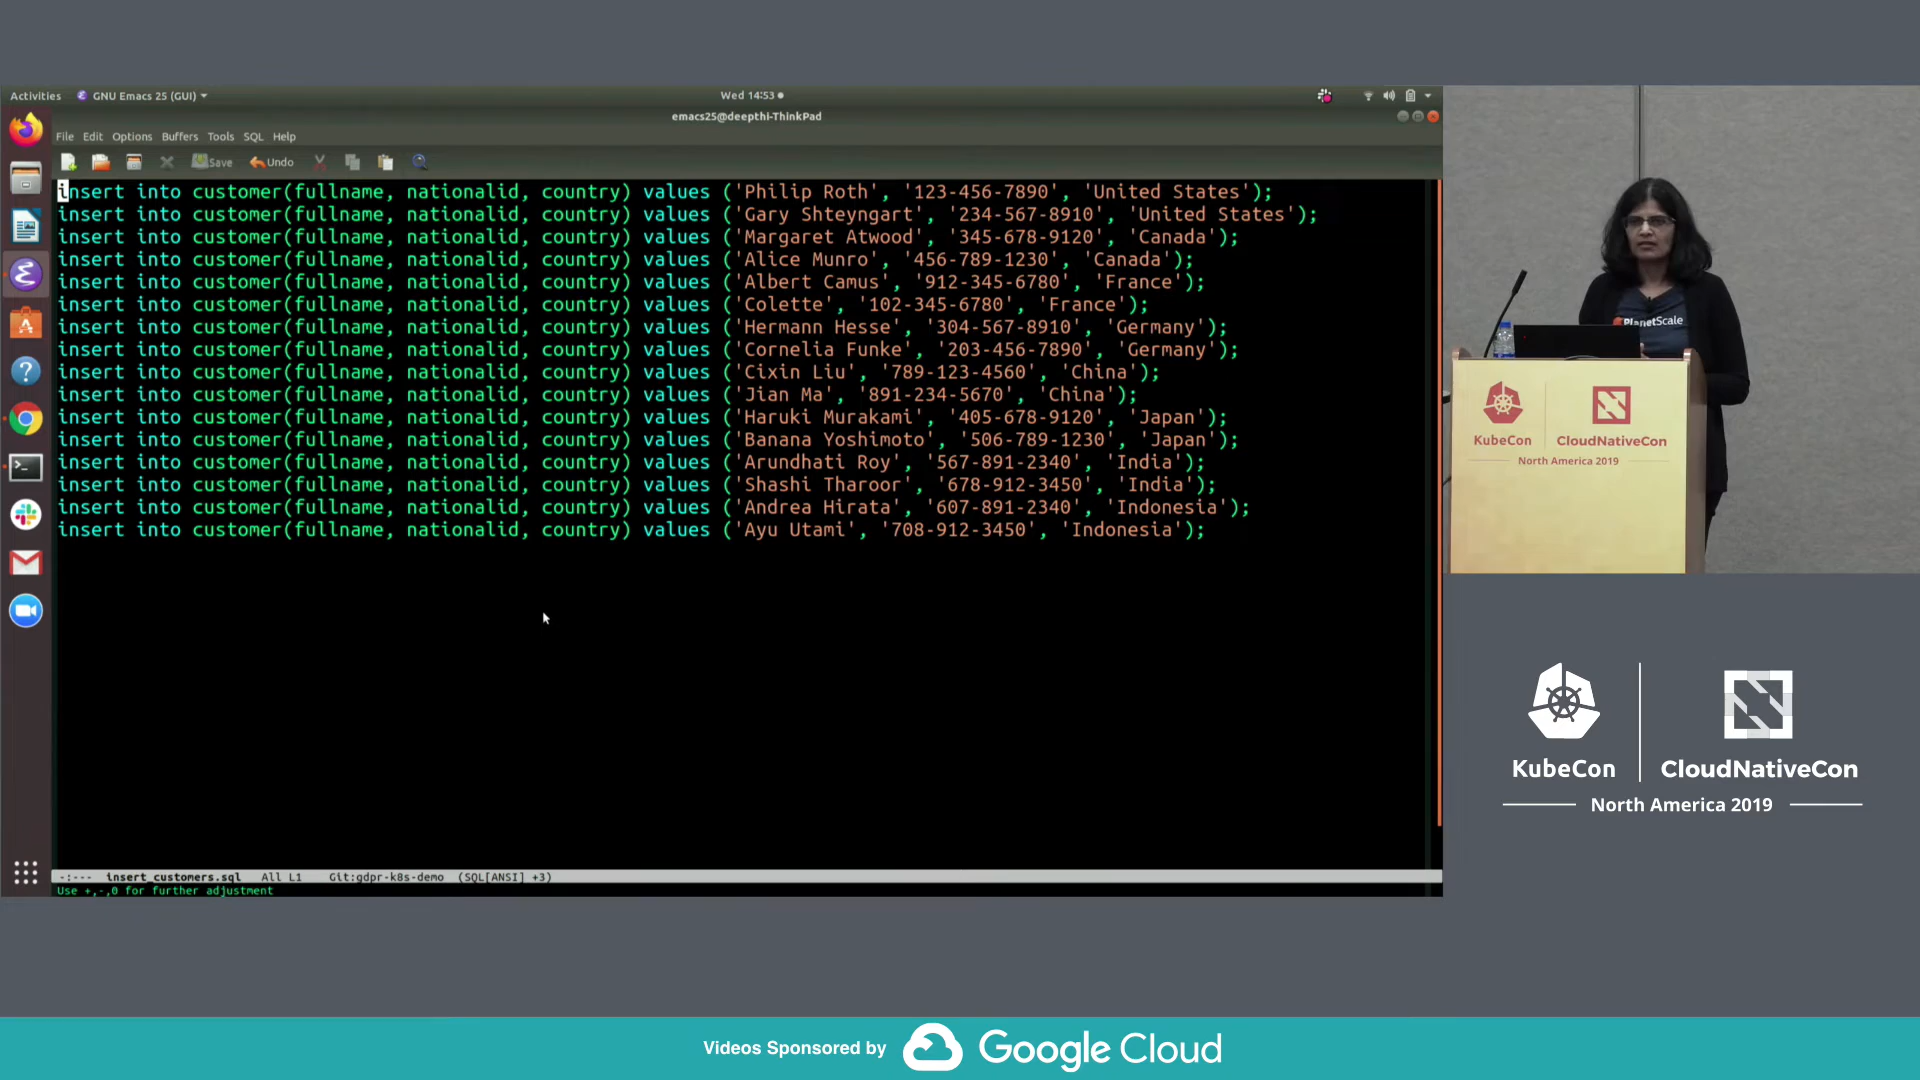 Activities GNU Emacs 25 (GUI) Wed 14:53
emacs25@deepthi-ThinkPad
File Edit Options Buffers Tools SQL Help
Save Undo
insert into customer(fullname, nationalid, country) values ('Philip Roth', '123-456-7890', 'United States');
insert into customer(fullname, nationalid, country) values ('Gary Shteyngart', '234-567-8910', 'United States');
insert into customer(fullname, nationalid, country) values ('Margaret Atwood', '345-678-9120', 'Canada');
insert into customer(fullname, nationalid, country) values ('Alice Munro', '456-789-1230', 'Canada');
insert into customer(fullname, nationalid, country) values ('Albert Camus', '912-345-6780', 'France');
insert into customer(fullname, nationalid, country) values ('Colette', '102-345-6780', 'France');
insert into customer(fullname, nationalid, country) values ('Hermann Hesse', '304-567-8910', 'Germany');
insert into customer(fullname, nationalid, country) values ('Cornelia Funke', '203-456-7890', 'Germany');
insert into customer(fullname, nationalid, country) values ('Cixin Liu', '789-123-4560', 'China');
insert into customer(fullname, nationalid, country) values ('Jian Ma', '891-234-5670', 'China');
insert into customer(fullname, nationalid, country) values ('Haruki Murakami', '405-678-9120', 'Japan');
insert into customer(fullname, nationalid, country) values ('Banana Yoshimoto', '506-789-1230', 'Japan');
insert into customer(fullname, nationalid, country) values ('Arundhati Roy', '567-891-2340', 'India');
insert into customer(fullname, nationalid, country) values ('Shashi Tharoor', '678-912-3450', 'India');
insert into customer(fullname, nationalid, country) values ('Andrea Hirata', '607-891-2340', 'Indonesia');
insert into customer(fullname, nationalid, country) values ('Ayu Utami', '708-912-3450', 'Indonesia');
-:--- insert_customers.sql All L1 Git:gdpr-k8s-demo (SQL[ANSI] +3)
Use +,-,0 for further adjustment
PlanetScale
KubeCon CloudNativeCon
North America 2019
KubeCon CloudNativeCon
North America 2019
Videos Sponsored by Google Cloud